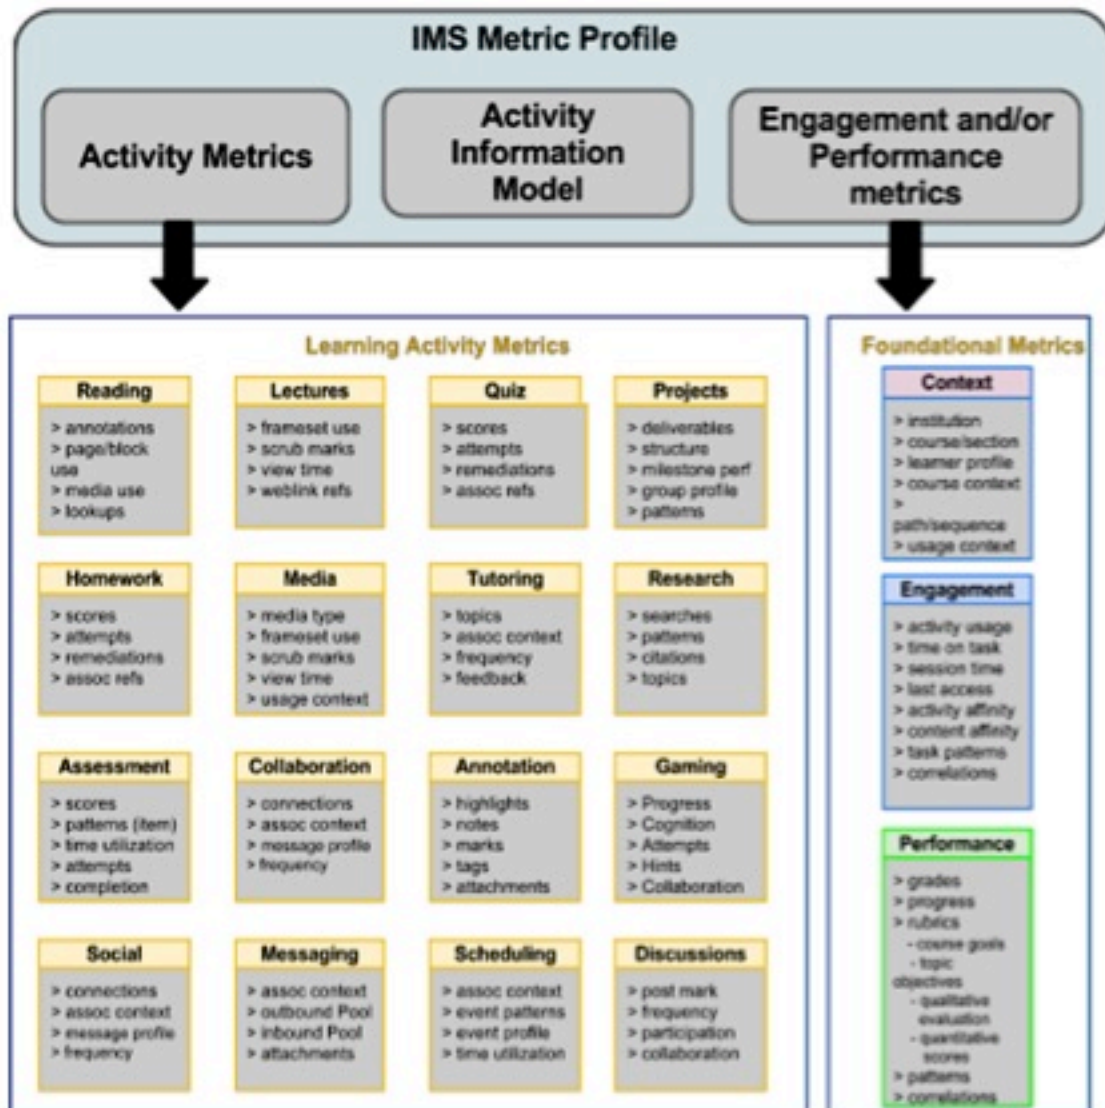 IMS Metric Profile
Activity Metrics
Activity
Information
Model
Engagement and/or
Performance
metrics
Learning Activity Metrics
Reading
> annotations
> page/block
use
> media use
> lookups
Lectures
> frameset use
> scrub marks
> view time
> weblink refs
Quiz
> scores
> attempts
> remediations
> assoc refs
Projects
> deliverables
> structure
> milestone perf
> group profile
> patterns
Homework
> scores
> attempts
> remediations
> assoc refs
Media
> media type
> frameset use
> scrub marks
> view time
> usage context
Tutoring
> topics
> assoc context
> frequency
> feedback
Research
> searches
> patterns
> citations
> topics
Assessment
> scores
> patterns (item)
> time utilization
> attempts
> completion
Collaboration
> connections
> assoc context
> message profile
> frequency
Annotation
> highlights
> notes
> marks
> tags
> attachments
Gaming
> Progress
> Cognition
> Attempts
> Hints
> Collaboration
Social
> connections
> assoc context
> message profile
> frequency
Messaging
> assoc context
> outbound Pool
> inbound Pool
> attachments
Scheduling
> assoc context
> event patterns
> event profile
> time utilization
Discussions
> post mark
> frequency
> participation
> collaboration
Foundational Metrics
Context
> institution
> course/section
> learner profile
> course context
>
path/sequence
> usage context
Engagement
> activity usage
> time on task
> session time
> last access
> activity affinity
> content affinity
> task patterns
> correlations
Performance
> grades
> progress
> rubrics
- course goals
- topic
objectives
- qualitative
evaluation
- quantitative
scores
> patterns
> correlations